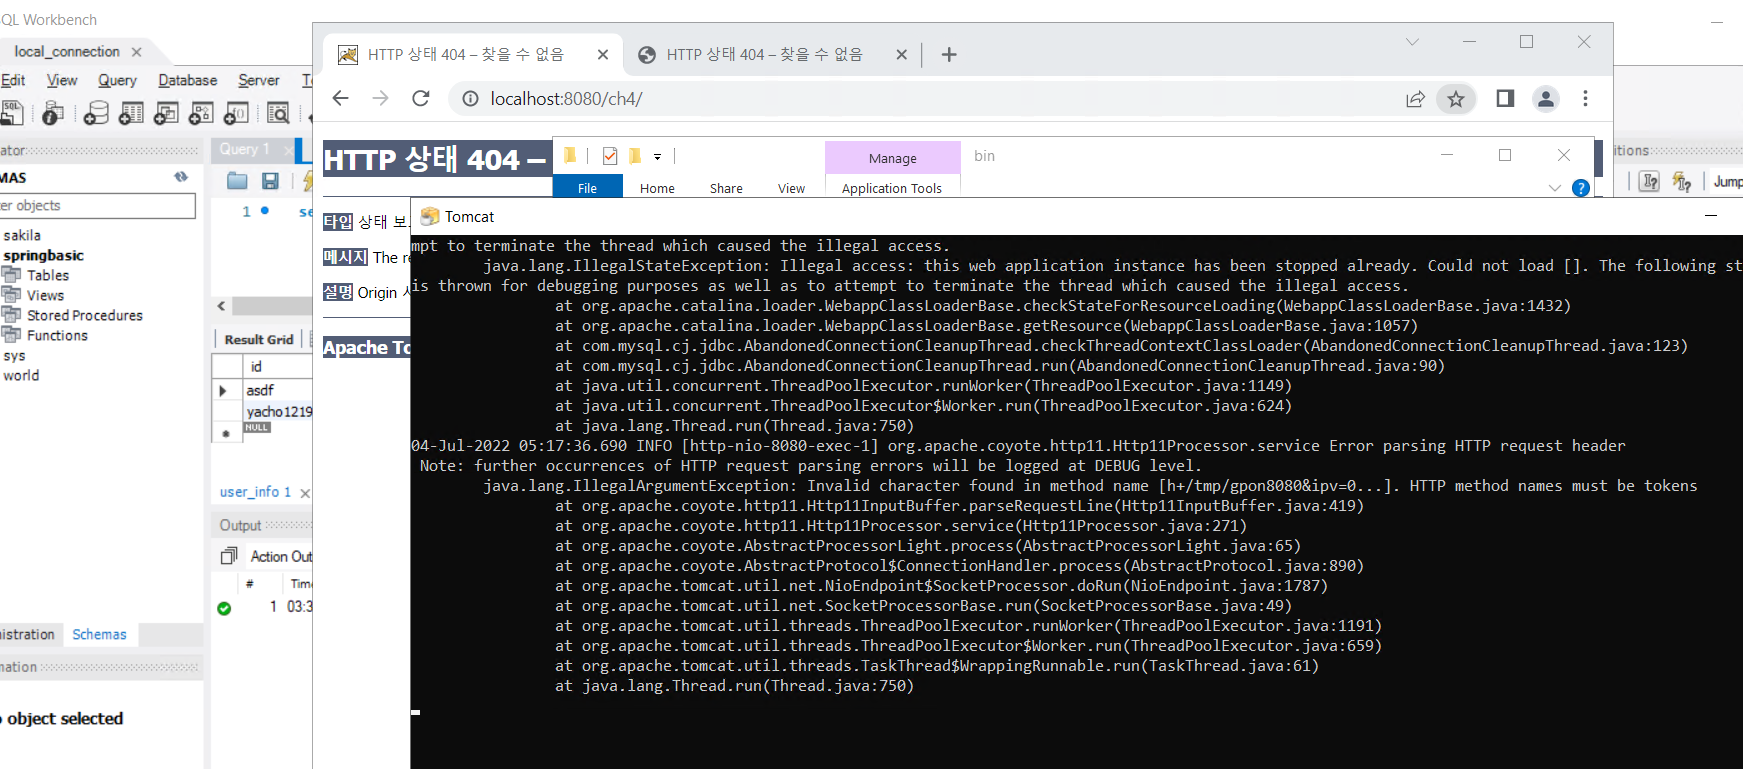 SQL Workbench
local_connection
Edit View Query Database Server
Query 1
ator
MAS
er objects
sakila
springbasic
Tables
Views
Stored Procedures
Functions
sys
world
istration Schemas
mation
object selected
1 se
Result Grid
id
asdf
yacho1219
NULL
user_info 1
Output
Action Out
# Time
1 03:3
HTTP 상태 404 – 찾을 수 없음
HTTP 상태 404 – 찾을 수 없음
localhost:8080/ch4/
HTTP 상태 404 –
타입 상태 보
메시지 The re
설명 Origin 서
Apache To
Manage bin
File Home Share View Application Tools
itions
Jump
Tomcat
mpt to terminate the thread which caused the illegal access.
java.lang.IllegalStateException: Illegal access: this web application instance has been stopped already. Could not load []. The following st
is thrown for debugging purposes as well as to attempt to terminate the thread which caused the illegal access.
at org.apache.catalina.loader.WebappClassLoaderBase.checkStateForResourceLoading(WebappClassLoaderBase.java:1432)
at org.apache.catalina.loader.WebappClassLoaderBase.getResource(WebappClassLoaderBase.java:1057)
at com.mysql.cj.jdbc.AbandonedConnectionCleanupThread.checkThreadContextClassLoader(AbandonedConnectionCleanupThread.java:123)
at com.mysql.cj.jdbc.AbandonedConnectionCleanupThread.run(AbandonedConnectionCleanupThread.java:90)
at java.util.concurrent.ThreadPoolExecutor.runWorker(ThreadPoolExecutor.java:1149)
at java.util.concurrent.ThreadPoolExecutor$Worker.run(ThreadPoolExecutor.java:624)
at java.lang.Thread.run(Thread.java:750)
04-Jul-2022 05:17:36.690 INFO [http-nio-8080-exec-1] org.apache.coyote.http11.Http11Processor.service Error parsing HTTP request header
Note: further occurrences of HTTP request parsing errors will be logged at DEBUG level.
java.lang.IllegalArgumentException: Invalid character found in method name [h+/tmp/gpon8080&ipv=0...]. HTTP method names must be tokens
at org.apache.coyote.http11.Http11InputBuffer.parseRequestLine(Http11InputBuffer.java:419)
at org.apache.coyote.http11.Http11Processor.service(Http11Processor.java:271)
at org.apache.coyote.AbstractProcessorLight.process(AbstractProcessorLight.java:65)
at org.apache.coyote.AbstractProtocol$ConnectionHandler.process(AbstractProtocol.java:890)
at org.apache.tomcat.util.net.NioEndpoint$SocketProcessor.doRun(NioEndpoint.java:1787)
at org.apache.tomcat.util.net.SocketProcessorBase.run(SocketProcessorBase.java:49)
at org.apache.tomcat.util.threads.ThreadPoolExecutor.runWorker(ThreadPoolExecutor.java:1191)
at org.apache.tomcat.util.threads.ThreadPoolExecutor$Worker.run(ThreadPoolExecutor.java:659)
at org.apache.tomcat.util.threads.TaskThread$WrappingRunnable.run(TaskThread.java:61)
at java.lang.Thread.run(Thread.java:750)